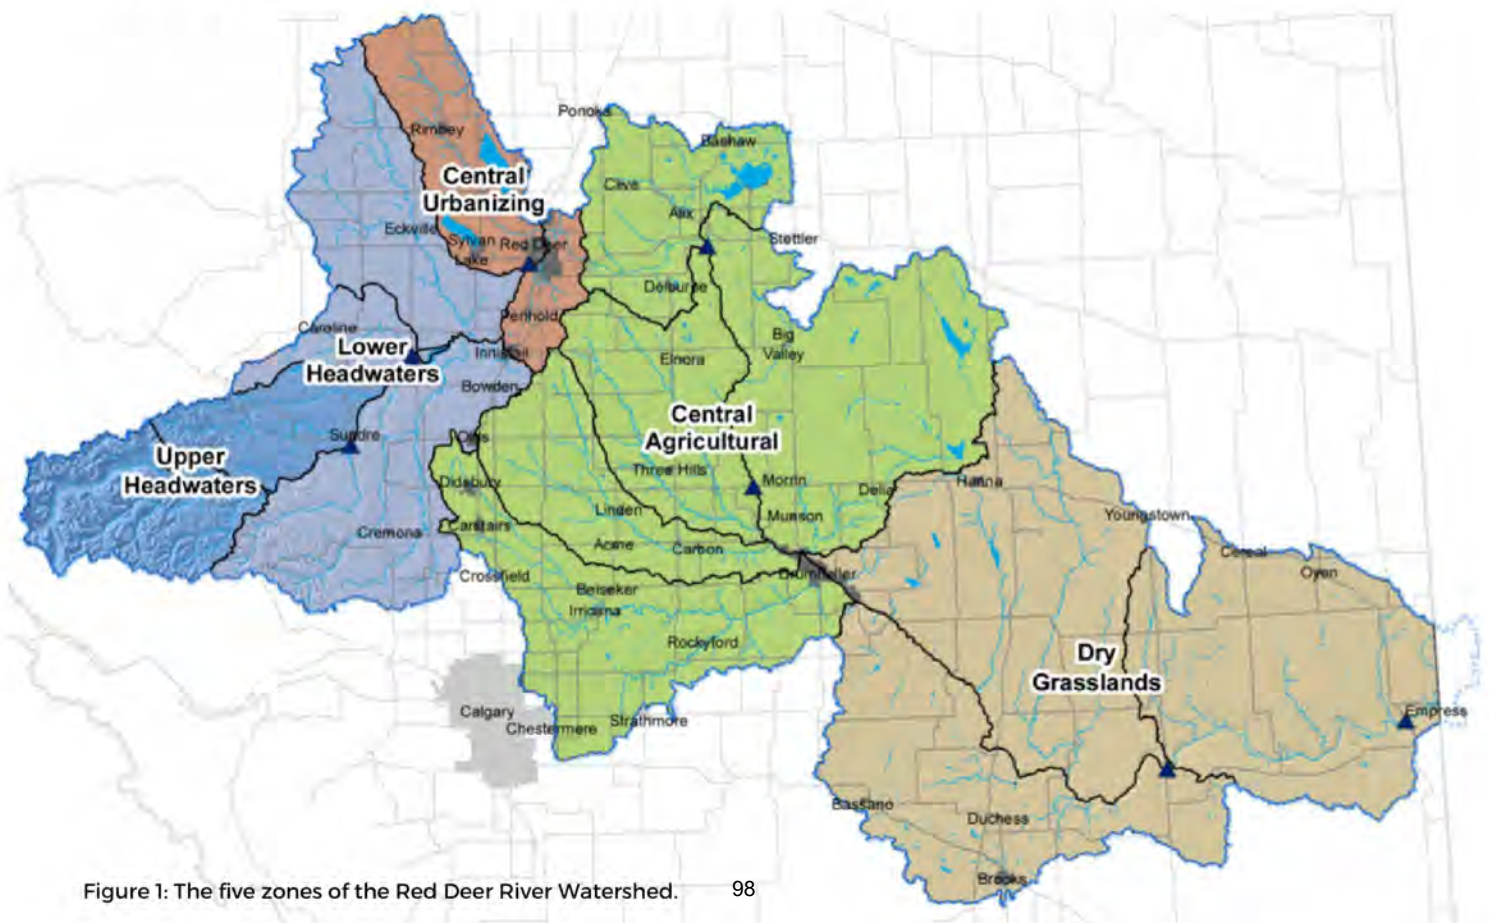 Ponoka
Rimbey
Bashaw
Central
Urbanizing
Clive
Alix
Eckville
Sylvan
Lake
Red Deer
Stettler
Delburne
Penhold
Caroline
Lower
Headwaters
Innisfail
Big
Valley
Elnora
Bowden
Central
Agricultural
Sundre
Olds
Upper
Headwaters
Three Hills
Didsbury
Morrin
Delia
Hanna
Linden
Munson
Youngstown
Carstairs
Cremona
Acme
Carbon
Cereal
Crossfield
Drumheller
Oyen
Beiseker
Irricana
Rockyford
Dry
Grasslands
Calgary
Chestermere
Strathmore
Empress
Bassano
Duchess
Brooks
Figure 1: The five zones of the Red Deer River Watershed.
98